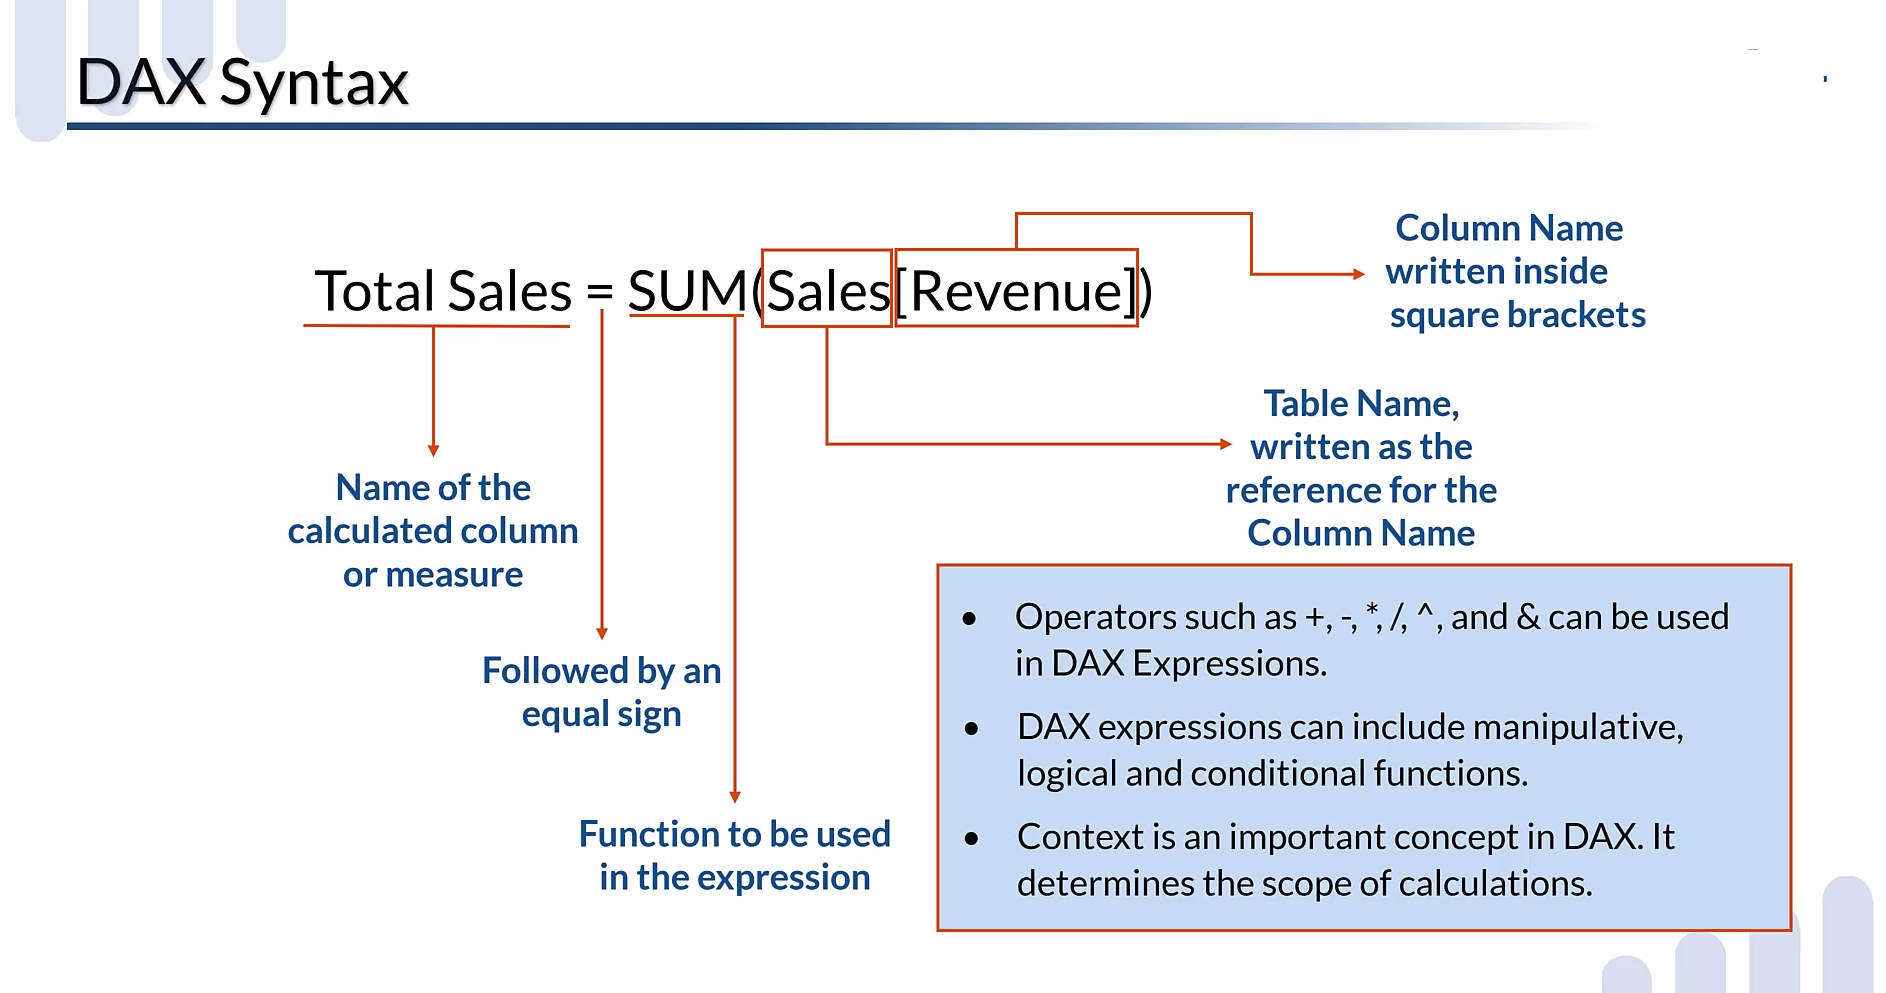 DAX Syntax
Total Sales = SUM(Sales[Revenue])
Column Name
written inside
square brackets
Table Name,
written as the
reference for the
Column Name
Name of the
calculated column
or measure
Followed by an
equal sign
Function to be used
in the expression
• Operators such as +, -, *, /, ^, and & can be used
in DAX Expressions.
• DAX expressions can include manipulative,
logical and conditional functions.
• Context is an important concept in DAX. It
determines the scope of calculations.